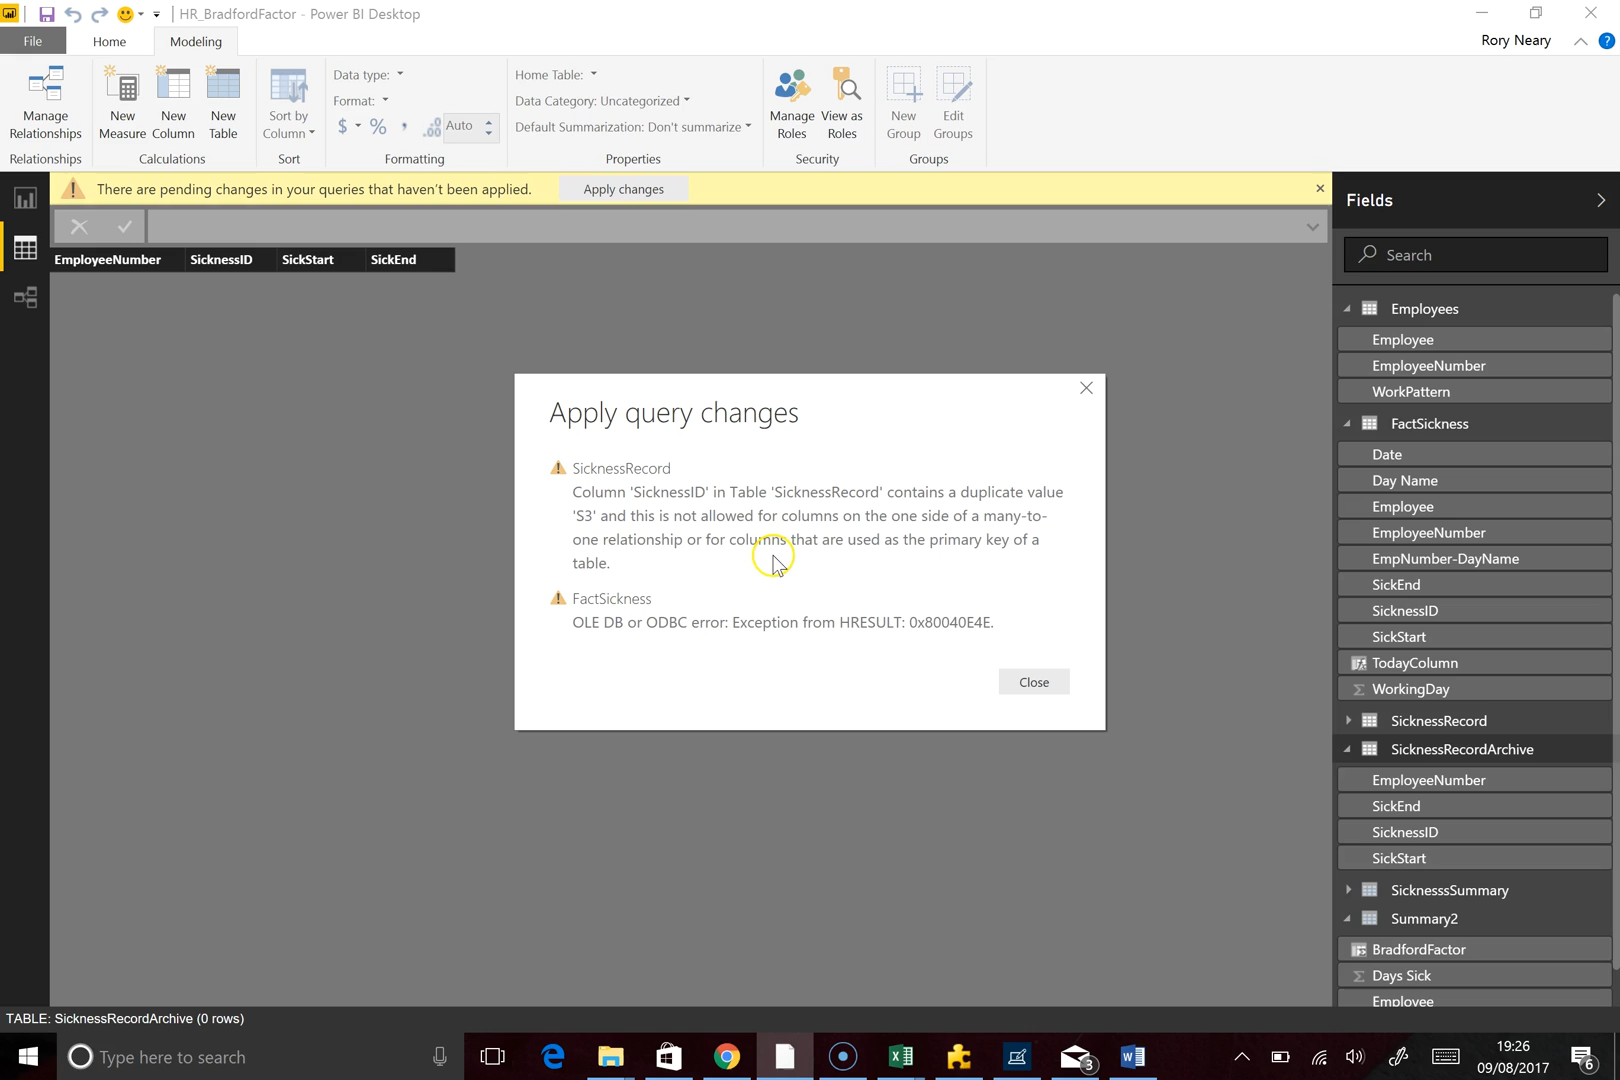 HR_BradfordFactor - Power BI Desktop
File
Home
Modeling
Rory Neary
Manage
Relationships
New
Measure
New
Column
New
Table
Sort by
Column
Data type:
Format:
$
%
Auto
Home Table:
Data Category: Uncategorized
Default Summarization: Don't summarize
Manage
Roles
View as
Roles
New
Group
Edit
Groups
Relationships
Calculations
Sort
Formatting
Properties
Security
Groups
There are pending changes in your queries that haven't been applied.
Apply changes
EmployeeNumber
SicknessID
SickStart
SickEnd
Apply query changes
SicknessRecord
Column 'SicknessID' in Table 'SicknessRecord' contains a duplicate value
'S3' and this is not allowed for columns on the one side of a many-to-
one relationship or for columns that are used as the primary key of a
table.
FactSickness
OLE DB or ODBC error: Exception from HRESULT: 0x80040E4E.
Close
Fields
Search
Employees
Employee
EmployeeNumber
WorkPattern
FactSickness
Date
Day Name
Employee
EmployeeNumber
EmpNumber-DayName
SickEnd
SicknessID
SickStart
TodayColumn
WorkingDay
SicknessRecord
SicknessRecordArchive
EmployeeNumber
SickEnd
SicknessID
SickStart
SicknesssSummary
Summary2
BradfordFactor
Days Sick
Employee
TABLE: SicknessRecordArchive (0 rows)
Type here to search
3
19:26
09/08/2017
6